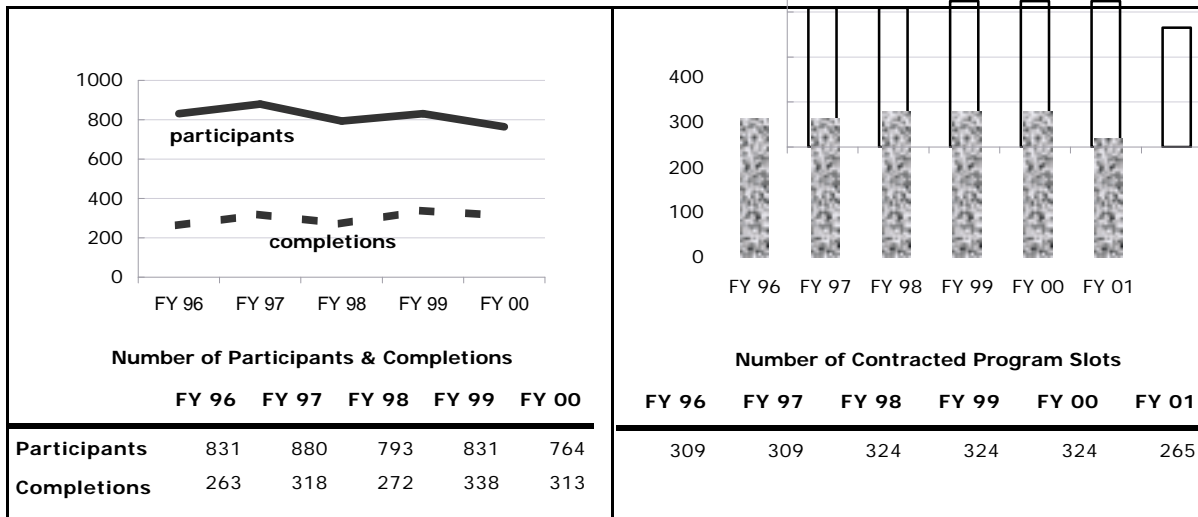 1000
800
600
400
200
0
participants
completions
FY 96 FY 97 FY 98 FY 99 FY 00
Number of Participants & Completions
FY 96 FY 97 FY 98 FY 99 FY 00
Participants 831 880 793 831 764
Completions 263 318 272 338 313
400
300
200
100
0
FY 96 FY 97 FY 98 FY 99 FY 00 FY 01
Number of Contracted Program Slots
FY 96 FY 97 FY 98 FY 99 FY 00 FY 01
309 309 324 324 324 265